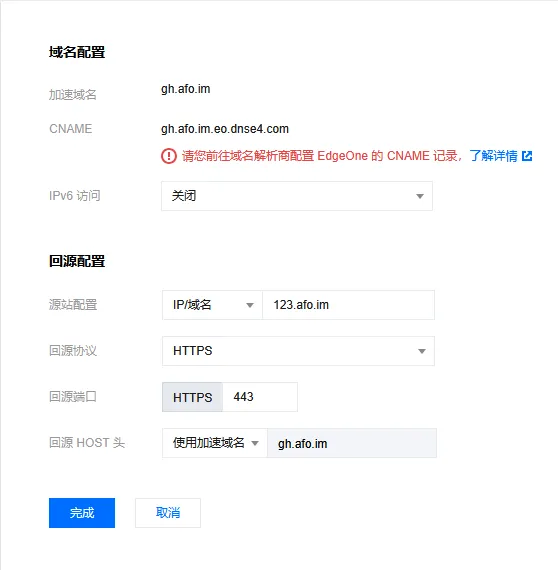 域名配置
加速域名 gh.afo.im
CNAME gh.afo.im.eo.dnse4.com
请您前往域名解析商配置 EdgeOne 的 CNAME 记录，了解详情
IPv6 访问 关闭
回源配置
源站配置 IP/域名 123.afo.im
回源协议 HTTPS
回源端口 HTTPS 443
回源 HOST 头 使用加速域名 gh.afo.im
完成 取消